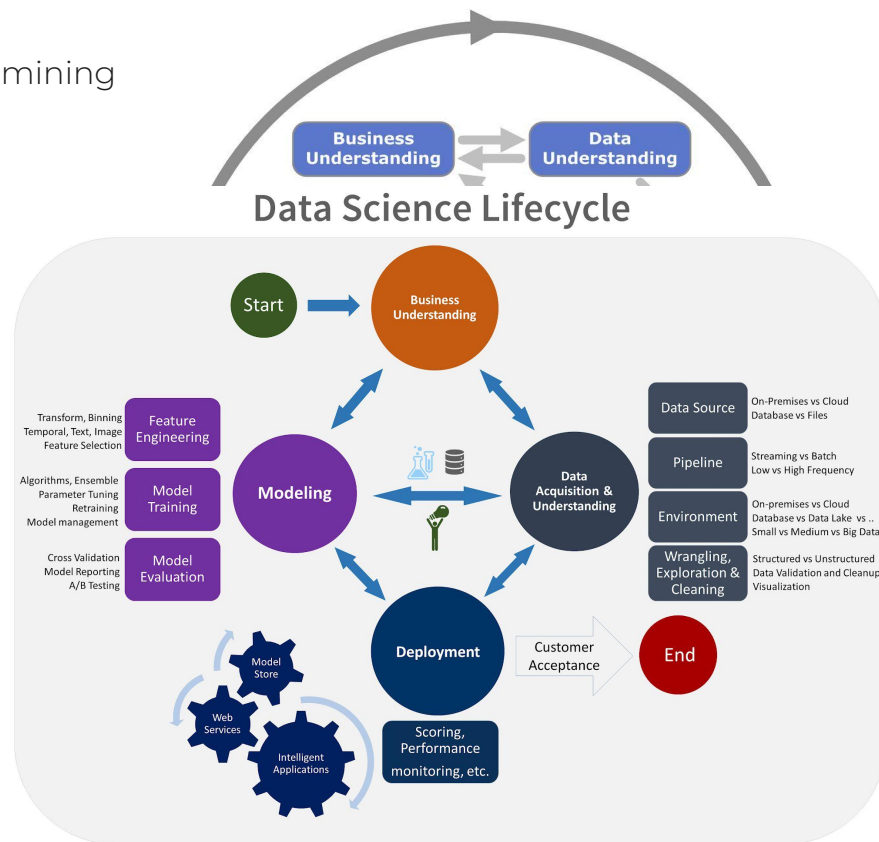 mining
Business
Understanding
Data
Understanding
Data Science Lifecycle
Start
Business
Understanding
Transform, Binning
Temporal, Text, Image
Feature Selection
Feature
Engineering
Algorithms, Ensemble
Parameter Tuning
Retraining
Model management
Model
Training
Cross Validation
Model Reporting
A/B Testing
Model
Evaluation
Modeling
Data
Acquisition &
Understanding
Data Source
On-Premises vs Cloud
Database vs Files
Pipeline
Streaming vs Batch
Low vs High Frequency
Environment
On-premises vs Cloud
Database vs Data Lake vs ..
Small vs Medium vs Big Data
Wrangling,
Exploration &
Cleaning
Structured vs Unstructured
Data Validation and Cleanup
Visualization
Deployment
Customer
Acceptance
End
Scoring,
Performance
monitoring, etc.
Model
Store
Web
Services
Intelligent
Applications